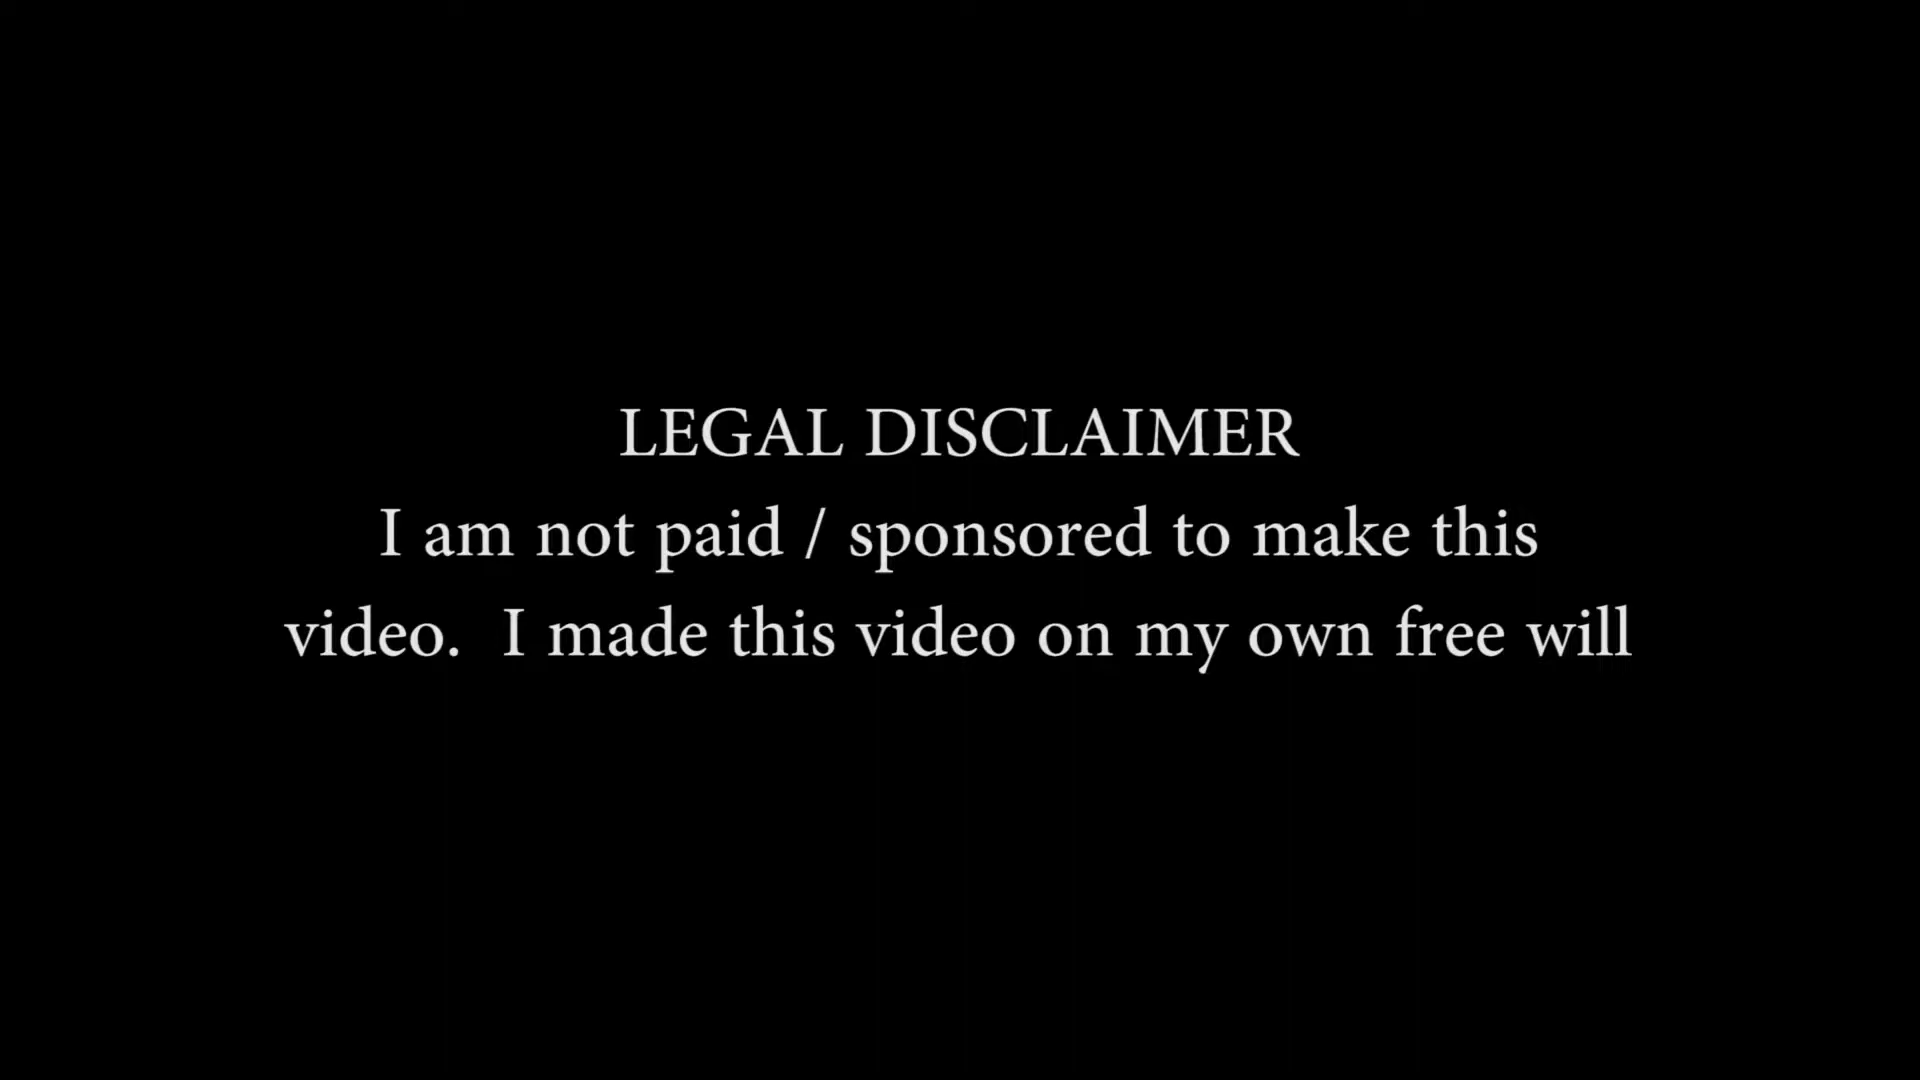 LEGAL DISCLAIMER
I am not paid / sponsored to make this
video.  I made this video on my own free will